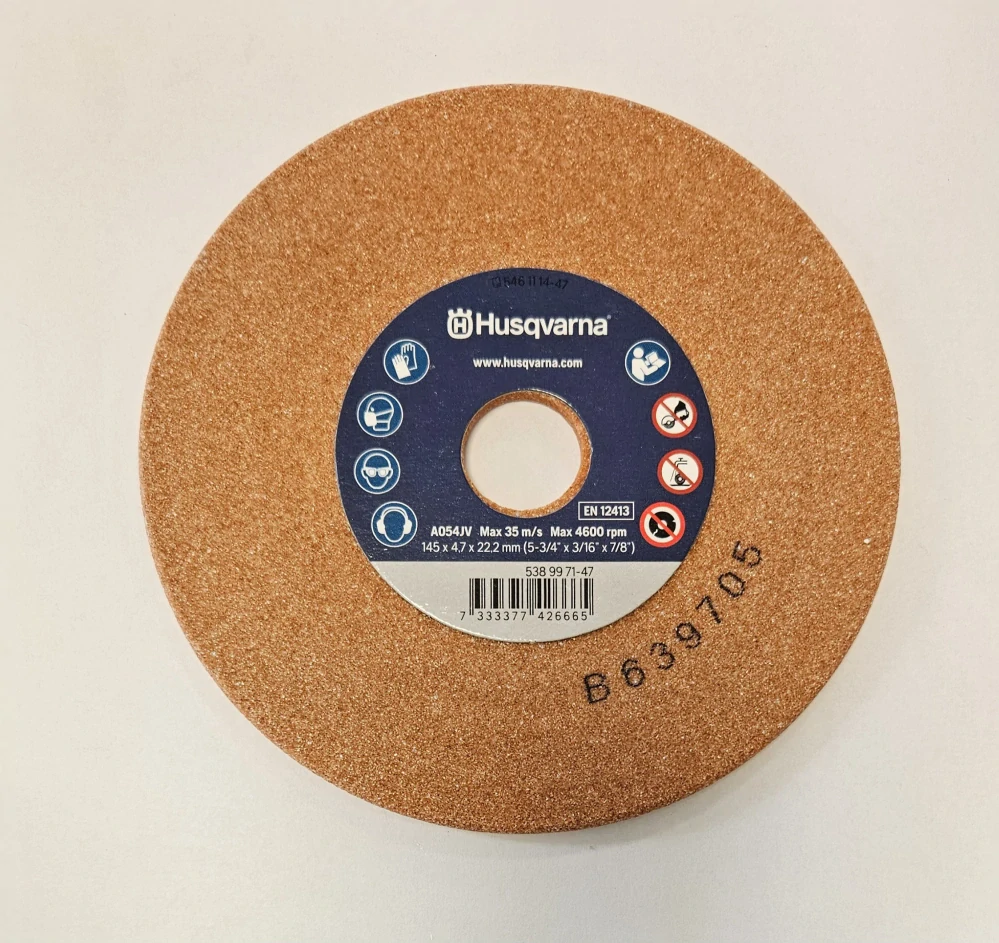 546 11 14-47
Husqvarna
www.husqvarna.com
EN 12413
A054JV Max 35 m/s Max 4600 rpm
145 x 4,7 x 22,2 mm (5-3/4" x 3/16" x 7/8")
538 99 71-47
7 333377 426665
B639705